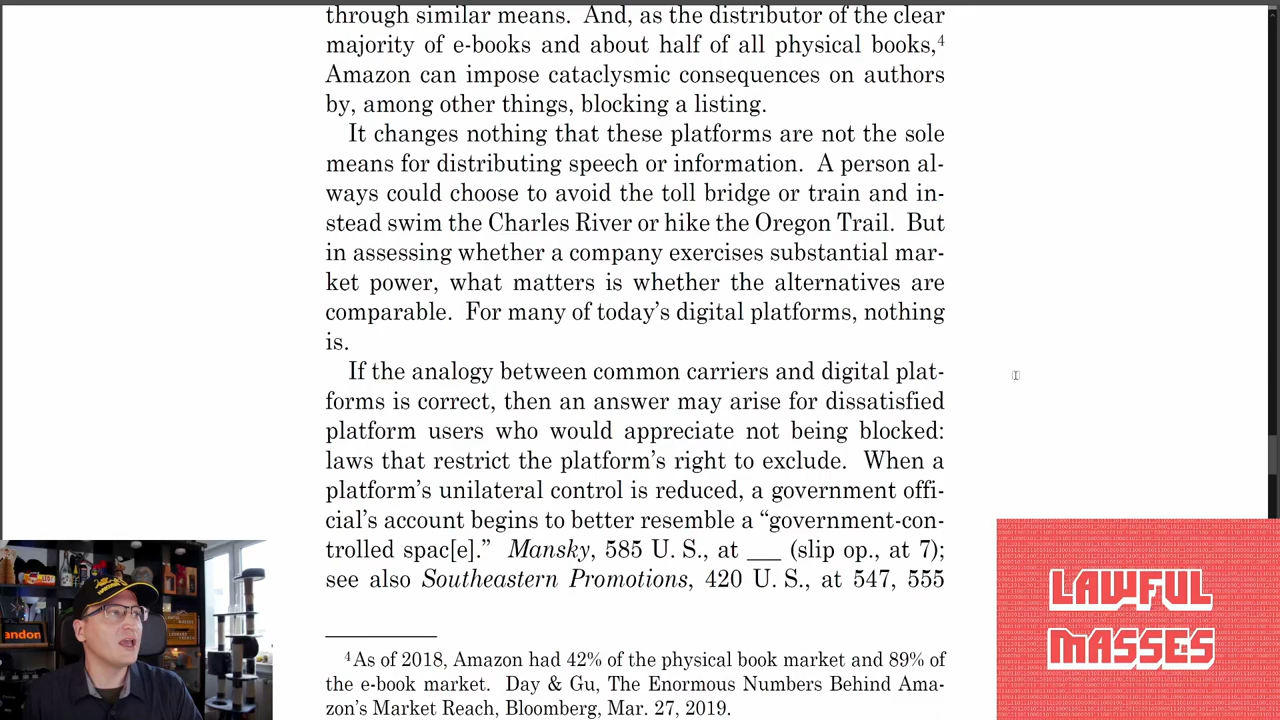 through similar means. And, as the distributor of the clear
majority of e-books and about half of all physical books,4
Amazon can impose cataclysmic consequences on authors
by, among other things, blocking a listing.
It changes nothing that these platforms are not the sole
means for distributing speech or information. A person al-
ways could choose to avoid the toll bridge or train and in-
stead swim the Charles River or hike the Oregon Trail. But
in assessing whether a company exercises substantial mar-
ket power, what matters is whether the alternatives are
comparable. For many of today's digital platforms, nothing
is.
If the analogy between common carriers and digital plat-
forms is correct, then an answer may arise for dissatisfied
platform users who would appreciate not being blocked:
laws that restrict the platform's right to exclude. When a
platform's unilateral control is reduced, a government offi-
cial's account begins to better resemble a “government-con-
trolled spac[e]. 585 U. S., at ___ (slip op., at 7);
Southeastern Promotions, 420 U. S., at 547, 555
As of 2018, Amazon had 42% of the physical book market and 89% of
the e-book market. Day & Gu, The Enormous Numbers Behind Ama-
zon's Market Reach, Bloomberg, Mar. 27, 2019.
andon
LAWFUL
MASSES